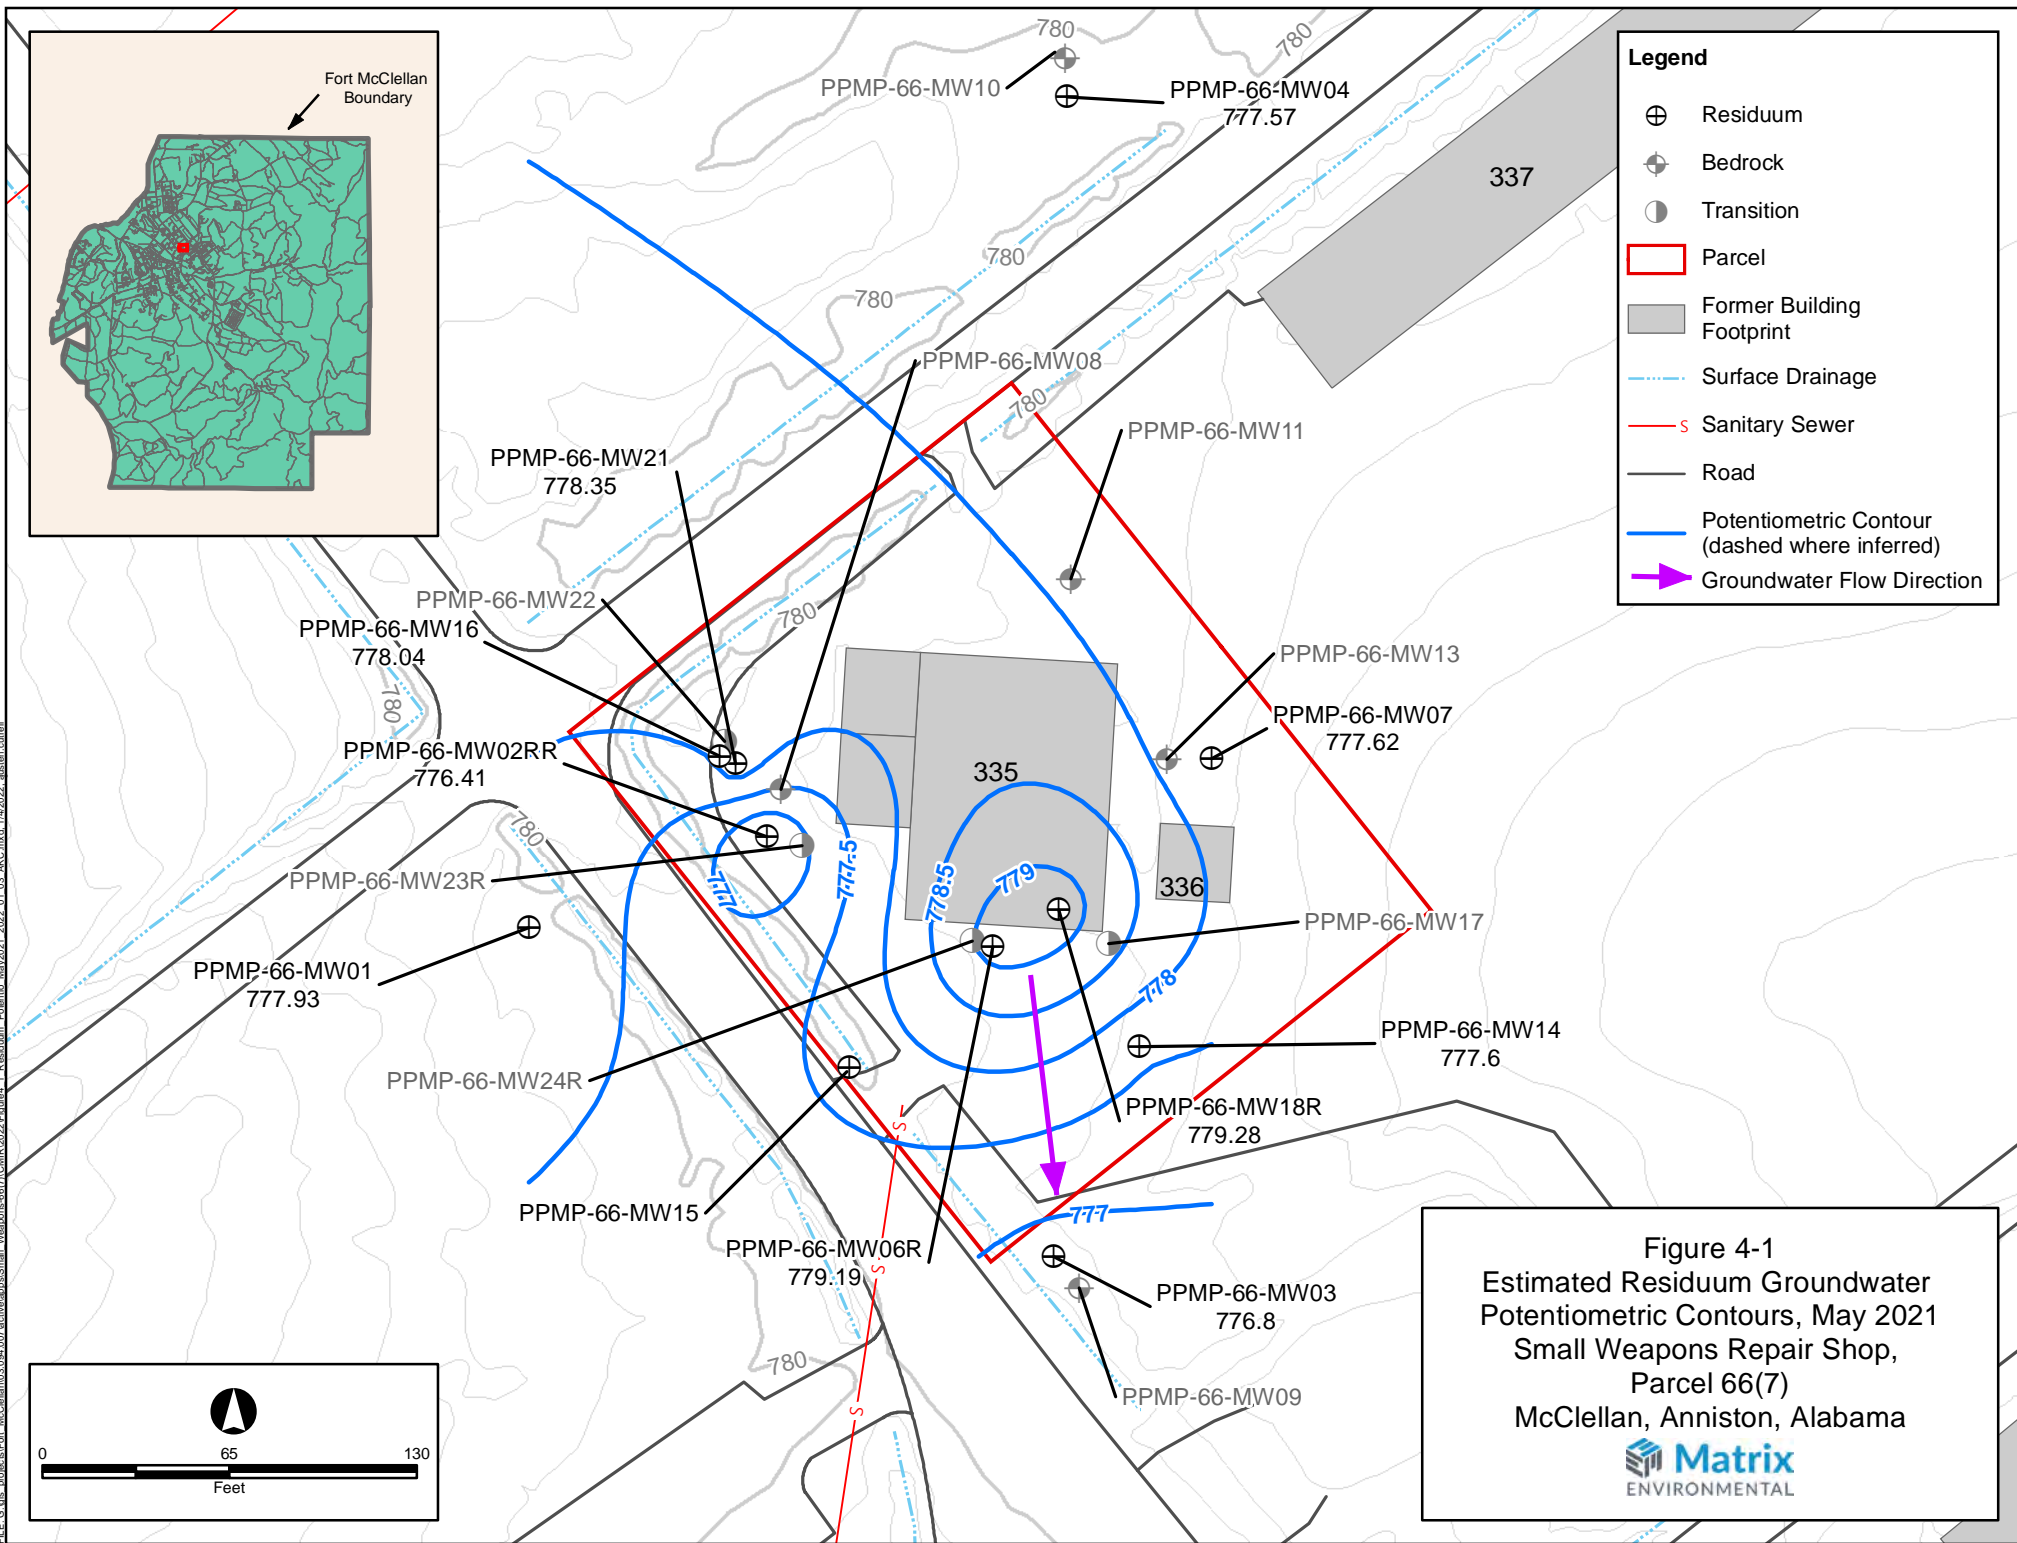 Fort McClellan
Boundary
780
780
PPMP-66-MW10
PPMP-66-MW04
777.57
337
780
780
PPMP-66-MW08
780
PPMP-66-MW11
PPMP-66-MW21
778.35
PPMP-66-MW22
780
PPMP-66-MW16
778.04
PPMP-66-MW13
780
PPMP-66-MW07
777.62
PPMP-66-MW02RR
776.41
335
780
777.5
PPMP-66-MW23R
777
778.5
779
336
PPMP-66-MW17
PPMP-66-MW01
777.93
778
PPMP-66-MW14
777.6
PPMP-66-MW24R
PPMP-66-MW18R
779.28
S
PPMP-66-MW15
777
PPMP-66-MW06R
779.19
S
PPMP-66-MW03
776.8
780
PPMP-66-MW09
S
Legend
Residuum
Bedrock
Transition
Parcel
Former Building
Footprint
Surface Drainage
S Sanitary Sewer
Road
Potentiometric Contour
(dashed where inferred)
Groundwater Flow Direction
0 65 130
Feet
Figure 4-1
Estimated Residuum Groundwater
Potentiometric Contours, May 2021
Small Weapons Repair Shop,
Parcel 66(7)
McClellan, Anniston, Alabama
Matrix
ENVIRONMENTAL